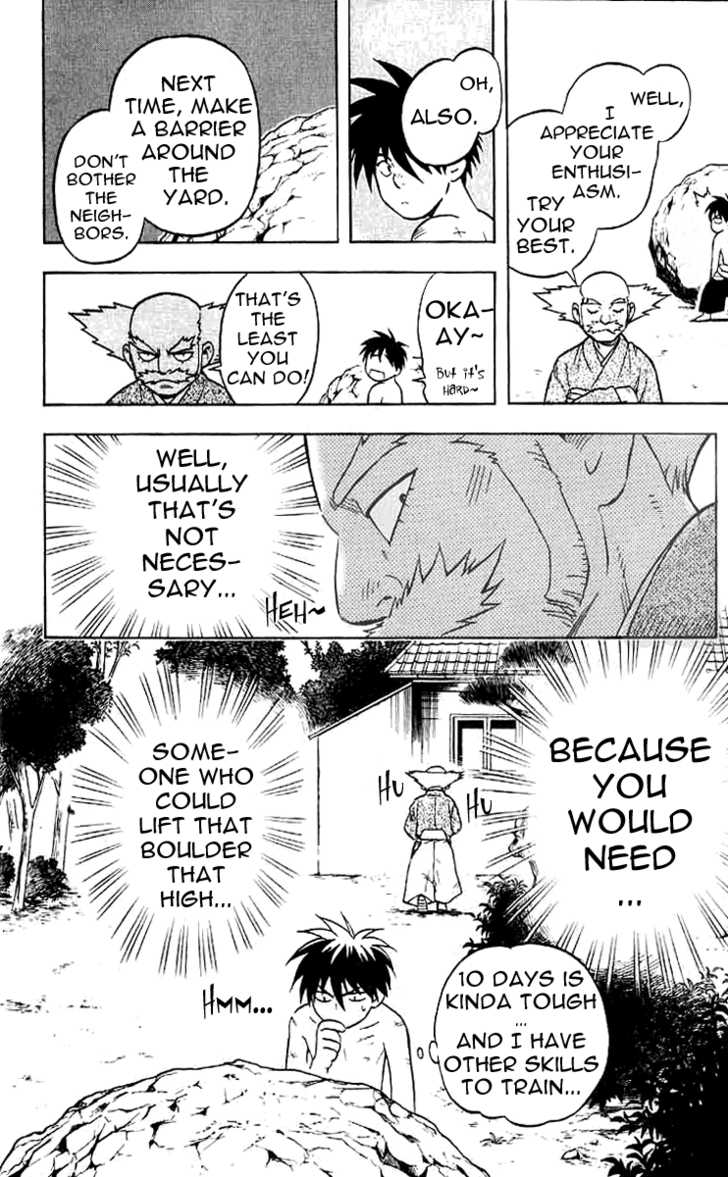 WELL,
I
APPRECIATE
YOUR
ENTHUSI-
ASM.
TRY
YOUR
BEST.
OH,
ALSO.
NEXT
TIME, MAKE
A BARRIER
AROUND
THE
YARD.
DON'T
BOTHER
THE
NEIGH-
BORS.
OKA-
AY~
But it's
HARD~
THAT'S
THE
LEAST
YOU
CAN DO!
WELL,
USUALLY
THAT'S
NOT
NECES-
SARY...
HEH~
BECAUSE
YOU
WOULD
NEED
...
HU
HU
SOME-
ONE WHO
COULD
LIFT THAT
BOULDER
THAT
HIGH...
10 DAYS IS
KINDA TOUGH
...
AND I HAVE
OTHER SKILLS
TO TRAIN...
HMM...